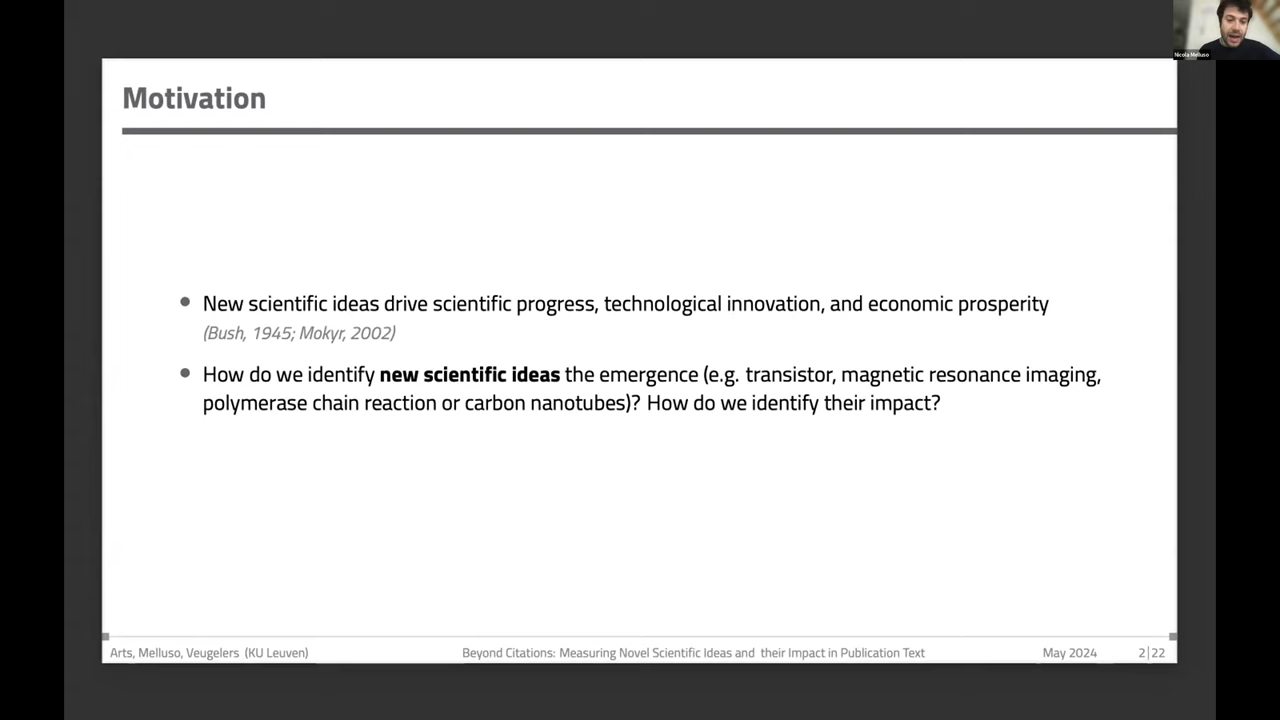 Nicola Melluso
Motivation
• New scientific ideas drive scientific progress, technological innovation, and economic prosperity
(Bush, 1945; Mokyr, 2002)
• How do we identify new scientific ideas the emergence (e.g. transistor, magnetic resonance imaging,
polymerase chain reaction or carbon nanotubes)? How do we identify their impact?
Arts, Melluso, Veugelers (KU Leuven) Beyond Citations: Measuring Novel Scientific Ideas and their Impact in Publication Text May 2024 2|22